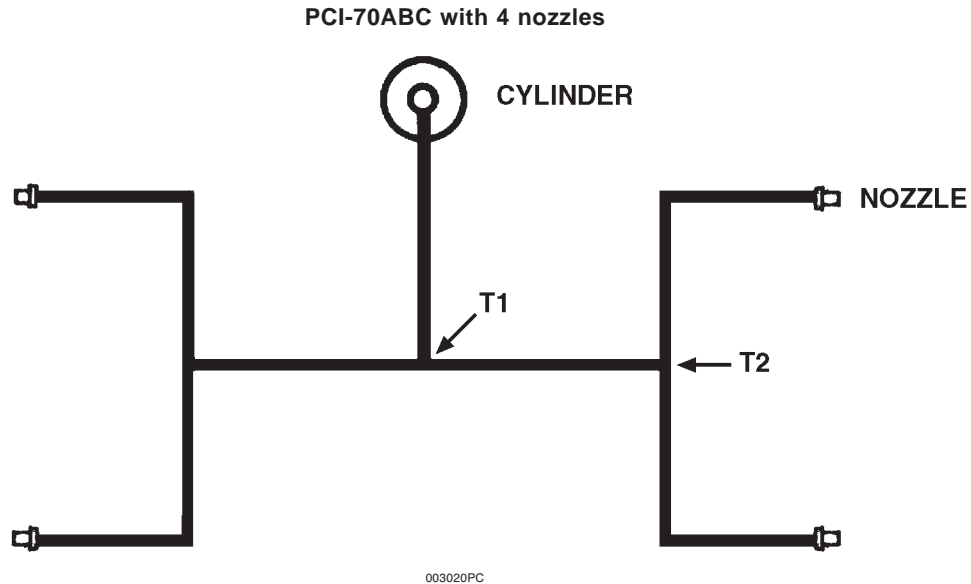 PCI-70ABC with 4 nozzles
CYLINDER
NOZZLE
T1
T2
003020PC